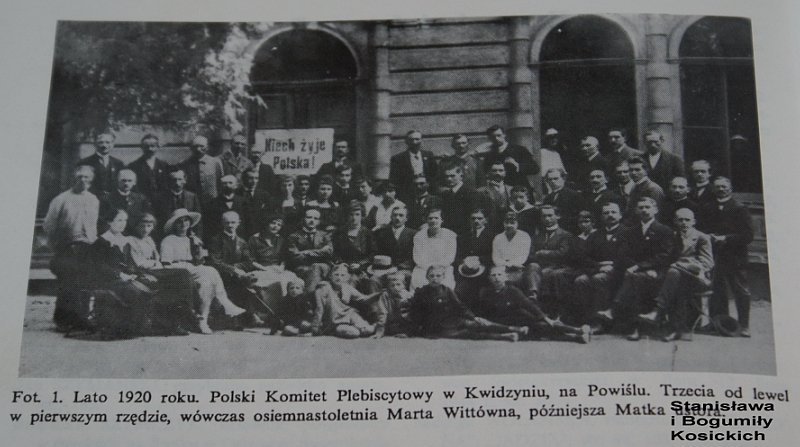 Niech żyje
Polska!
Fot. 1. Lato 1920 roku. Polski Komitet Plebiscytowy w Kwidzyniu, na Powiślu. Trzecia od lewej
w pierwszym rzędzie, wówczas osiemnastoletnia Marta Wittówna, późniejsza Matka
Stanisława
i Bogumiły
Kosickich